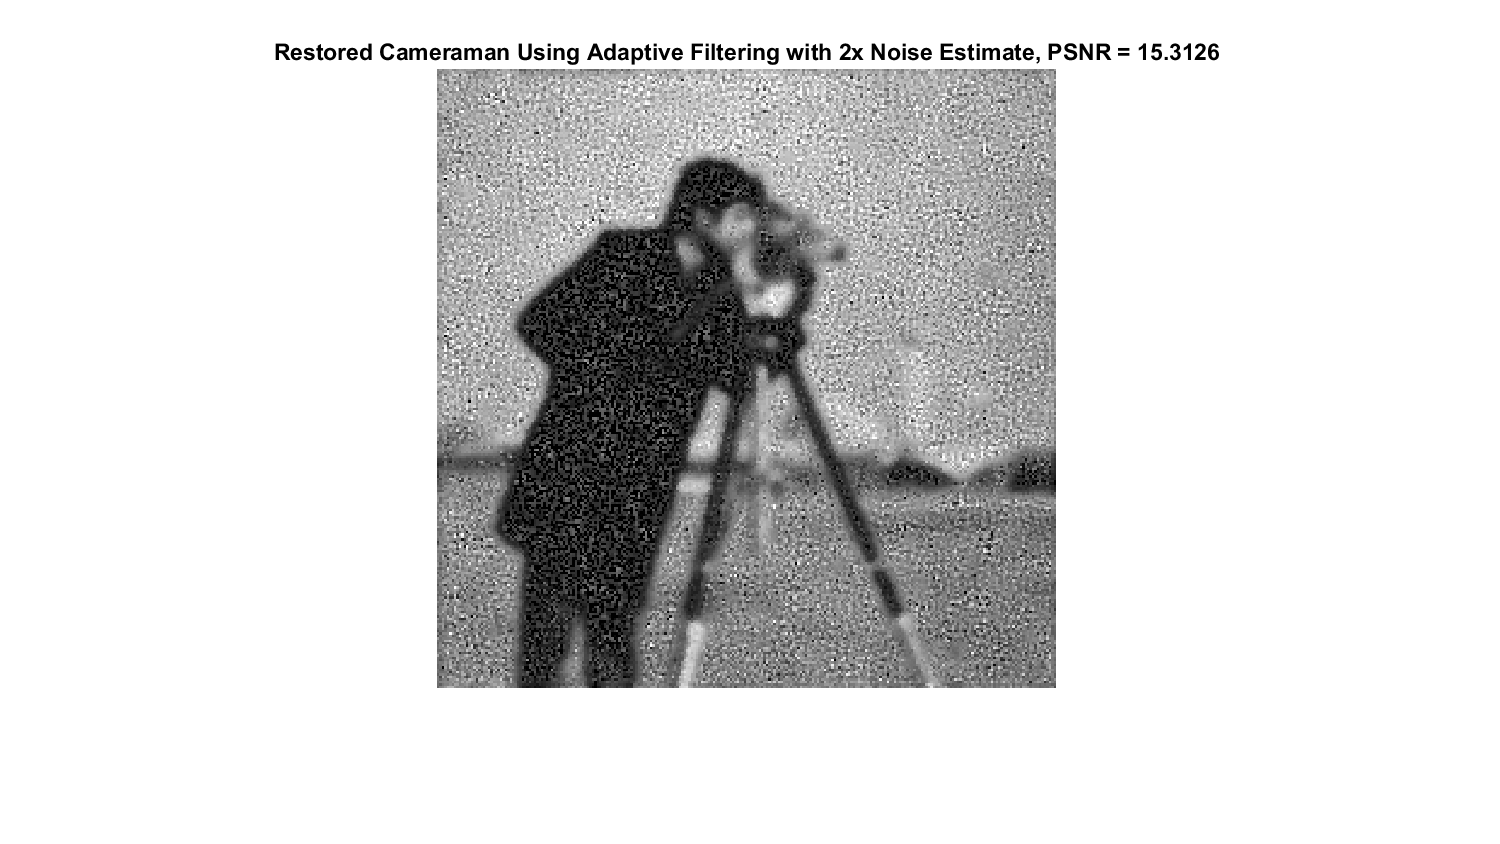 Restored Cameraman Using Adaptive Filtering with 2x Noise Estimate, PSNR = 15.3126